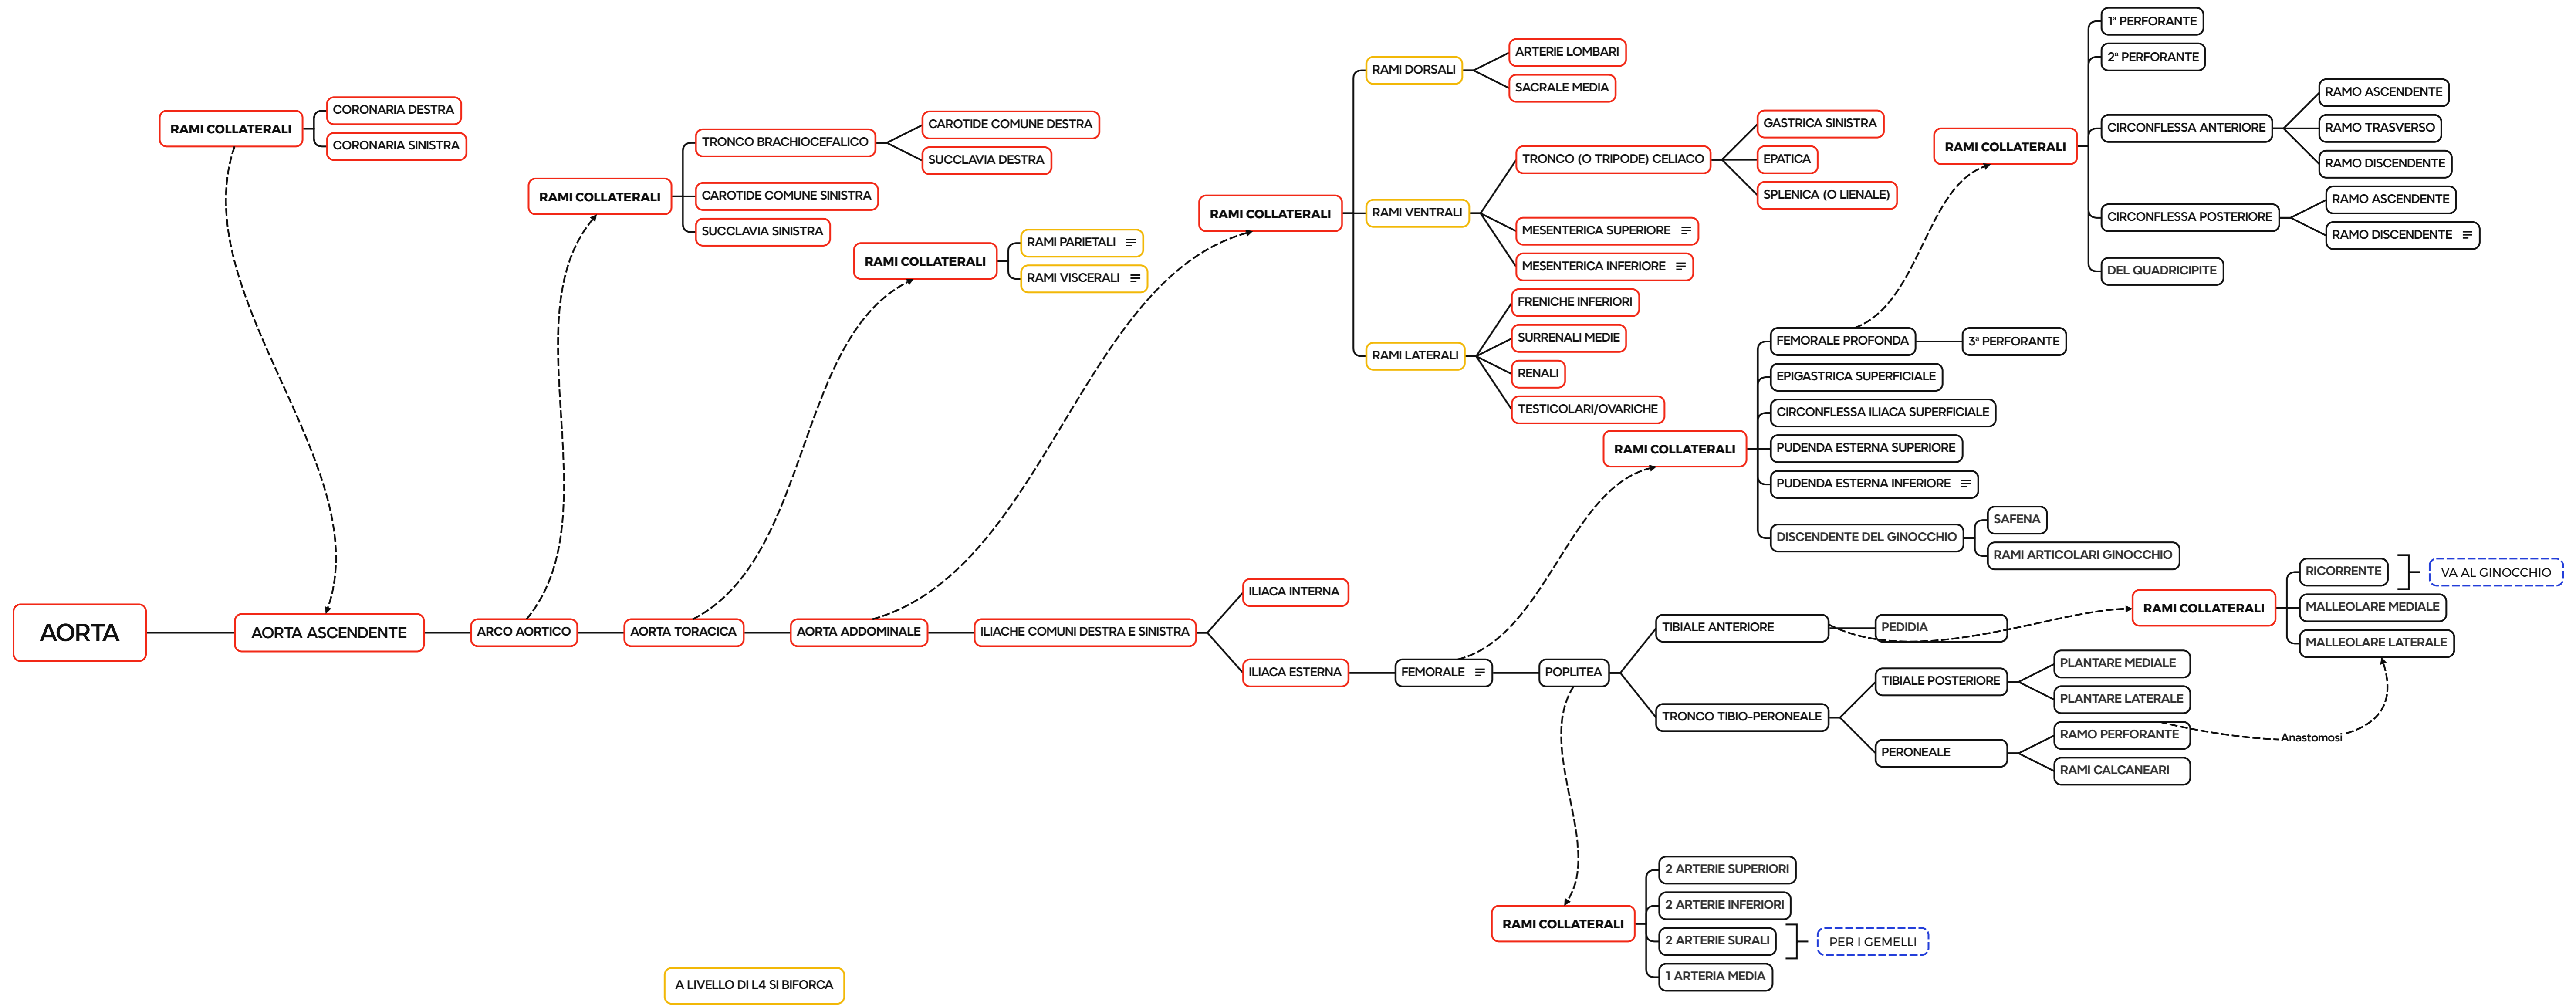 RAMI COLLATERALI
CORONARIA DESTRA
CORONARIA SINISTRA
RAMI COLLATERALI
TRONCO BRACHIOCEFALICO
CAROTIDE COMUNE DESTRA
SUCCLAVIA DESTRA
CAROTIDE COMUNE SINISTRA
SUCCLAVIA SINISTRA
RAMI COLLATERALI
RAMI PARIETALI
RAMI VISCERALI
RAMI COLLATERALI
RAMI DORSALI
ARTERIE LOMBARI
SACRALE MEDIA
RAMI VENTRALI
TRONCO (O TRIPODE) CELIACO
GASTRICA SINISTRA
EPATICA
SPLENICA (O LIENALE)
MESENTERICA SUPERIORE
MESENTERICA INFERIORE
RAMI LATERALI
FRENICHE INFERIORI
SURRENALI MEDIE
RENALI
TESTICOLARI/OVARICHE
RAMI COLLATERALI
1ª PERFORANTE
2ª PERFORANTE
CIRCONFLESSA ANTERIORE
RAMO ASCENDENTE
RAMO TRASVERSO
RAMO DISCENDENTE
CIRCONFLESSA POSTERIORE
RAMO ASCENDENTE
RAMO DISCENDENTE
DEL QUADRICIPITE
RAMI COLLATERALI
FEMORALE PROFONDA
3ª PERFORANTE
EPIGASTRICA SUPERFICIALE
CIRCONFLESSA ILIACA SUPERFICIALE
PUDENDA ESTERNA SUPERIORE
PUDENDA ESTERNA INFERIORE
DISCENDENTE DEL GINOCCHIO
SAFENA
RAMI ARTICOLARI GINOCCHIO
AORTA
AORTA ASCENDENTE
ARCO AORTICO
AORTA TORACICA
AORTA ADDOMINALE
ILIACHE COMUNI DESTRA E SINISTRA
ILIACA INTERNA
ILIACA ESTERNA
FEMORALE
POPLITEA
TIBIALE ANTERIORE
PEDIDIA
RAMI COLLATERALI
RICORRENTE
VA AL GINOCCHIO
MALLEOLARE MEDIALE
MALLEOLARE LATERALE
TRONCO TIBIO-PERONEALE
TIBIALE POSTERIORE
PLANTARE MEDIALE
PLANTARE LATERALE
PERONEALE
RAMO PERFORANTE
RAMI CALCANEARI
Anastomosi
RAMI COLLATERALI
2 ARTERIE SUPERIORI
2 ARTERIE INFERIORI
2 ARTERIE SURALI
PER I GEMELLI
1 ARTERIA MEDIA
A LIVELLO DI L4 SI BIFORCA